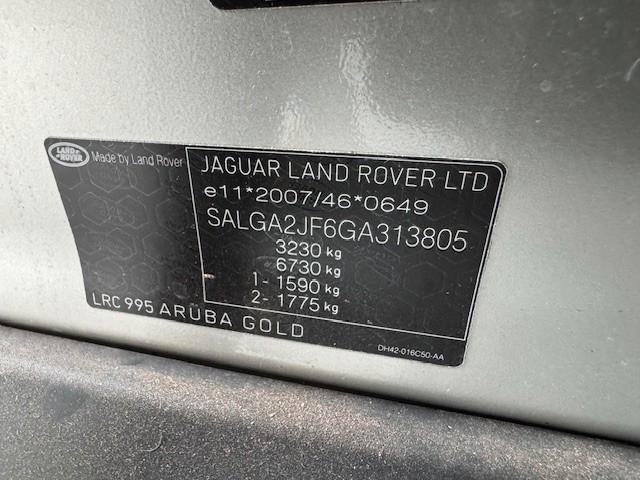 LAND
ROVER
Made by Land Rover
JAGUAR LAND ROVER LTD
e11*2007/46*0649
SALGA2JF6GA313805
3230 kg
6730 kg
1- 1590 kg
2- 1775 kg
LRC 995 ARUBA GOLD
DH42-016C50-AA